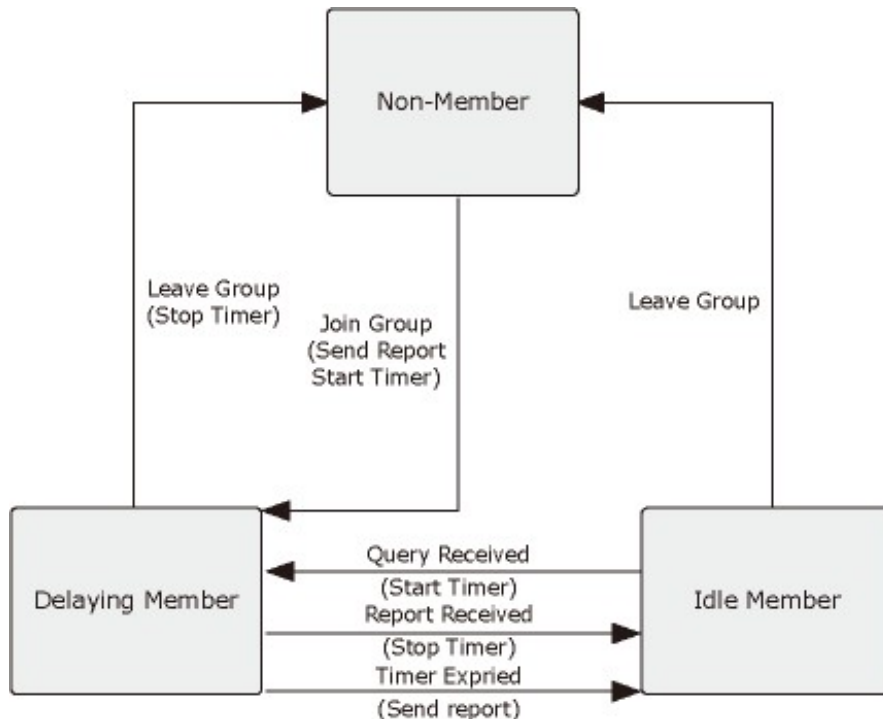 Non-Member
Leave Group
(Stop Timer)
Join Group
(Send Report
Start Timer)
Leave Group
Delaying Member
Query Received
(Start Timer)
Report Received
(Stop Timer)
Timer Expried
(Send report)
Idle Member